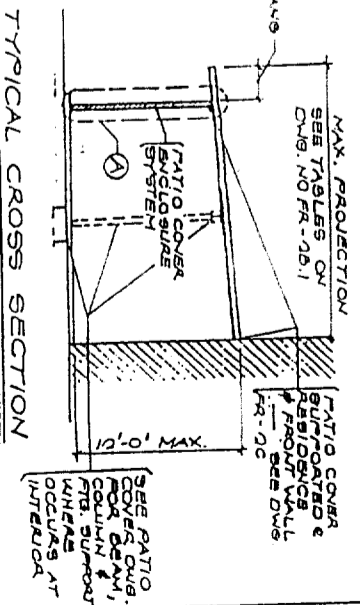 MAX. PROJECTION
SEE TABLES ON
DWG. NO FR-2B.1
PATIO COVER
SUPPORTED @
RESIDENCE
& FRONT WALL
SEE DWG.
FR-2C
PATIO COVER
ENCLOSURE
SYSTEM
A
10'-0" MAX.
SEE PATIO
COVER DWG.
FOR BEAM,
COLUMN &
FTG. SUPPORT
WHERE
OCCURS AT
INTERIOR
TYPICAL CROSS SECTION